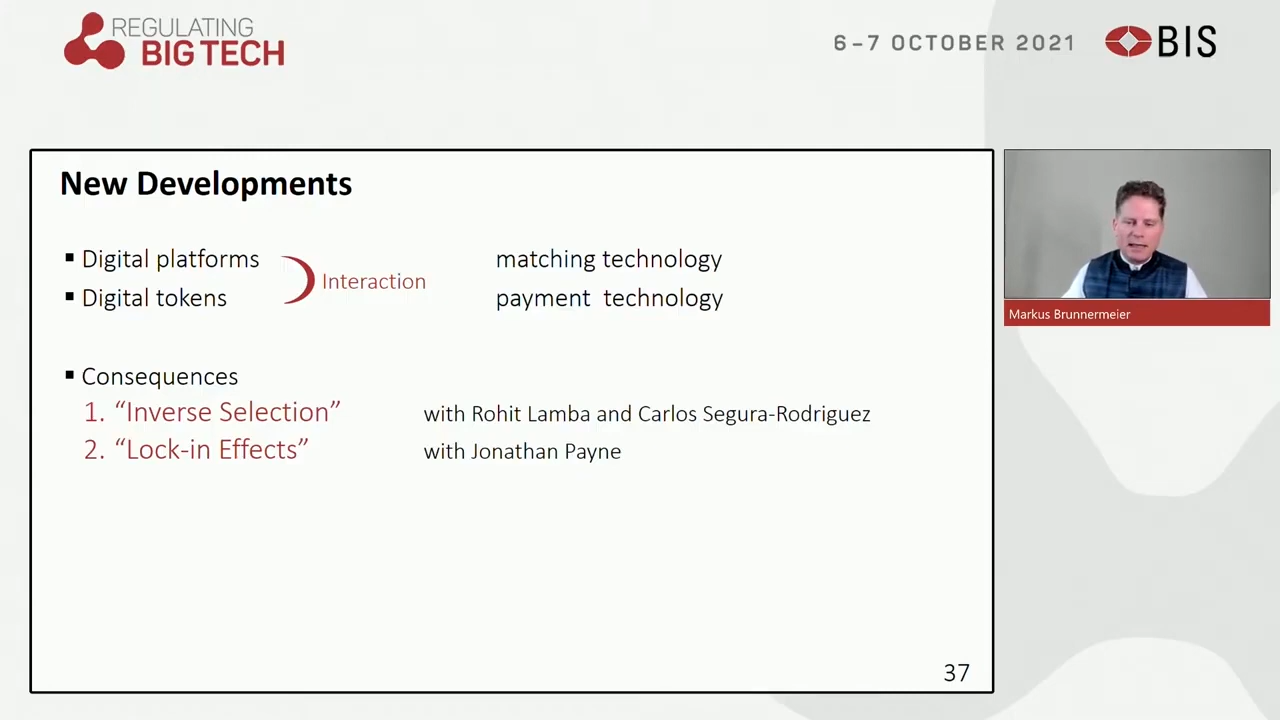 REGULATING
BIG TECH
6–7 OCTOBER 2021
BIS
New Developments
▪ Digital platforms
matching technology
Interaction
▪ Digital tokens
payment technology
▪ Consequences
1. “Inverse Selection” with Rohit Lamba and Carlos Segura-Rodriguez
2. “Lock-in Effects” with Jonathan Payne
37
Markus Brunnermeier